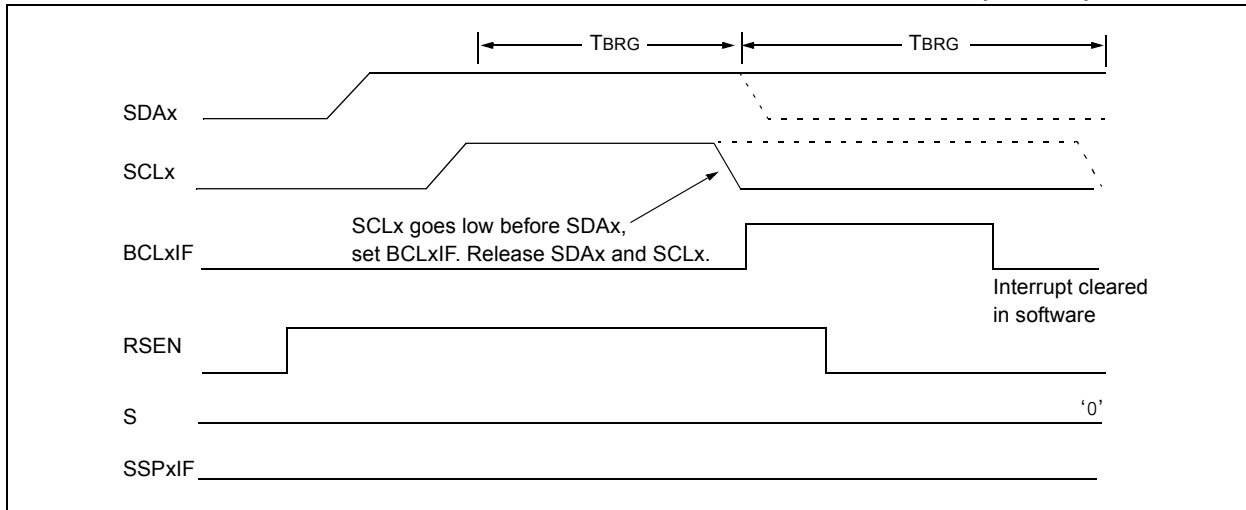 TBRG TBRG
SDAx
SCLx
SCLx goes low before SDAx,
set BCLxIF. Release SDAx and SCLx.
BCLxIF
Interrupt cleared
in software
RSEN
S
‘0’
SSPxIF